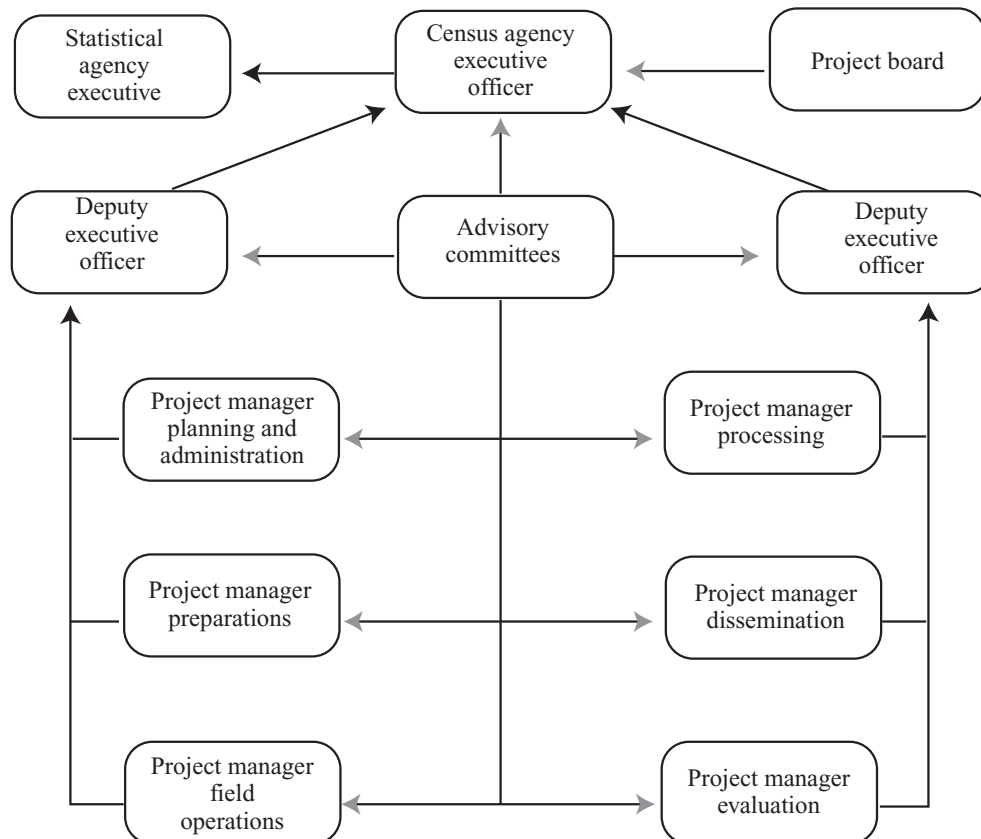 Statistical
agency
executive
Census agency
executive
officer
Project board
Deputy
executive
officer
Advisory
committees
Deputy
executive
officer
Project manager
planning and
administration
Project manager
processing
Project manager
preparations
Project manager
dissemination
Project manager
field
operations
Project manager
evaluation